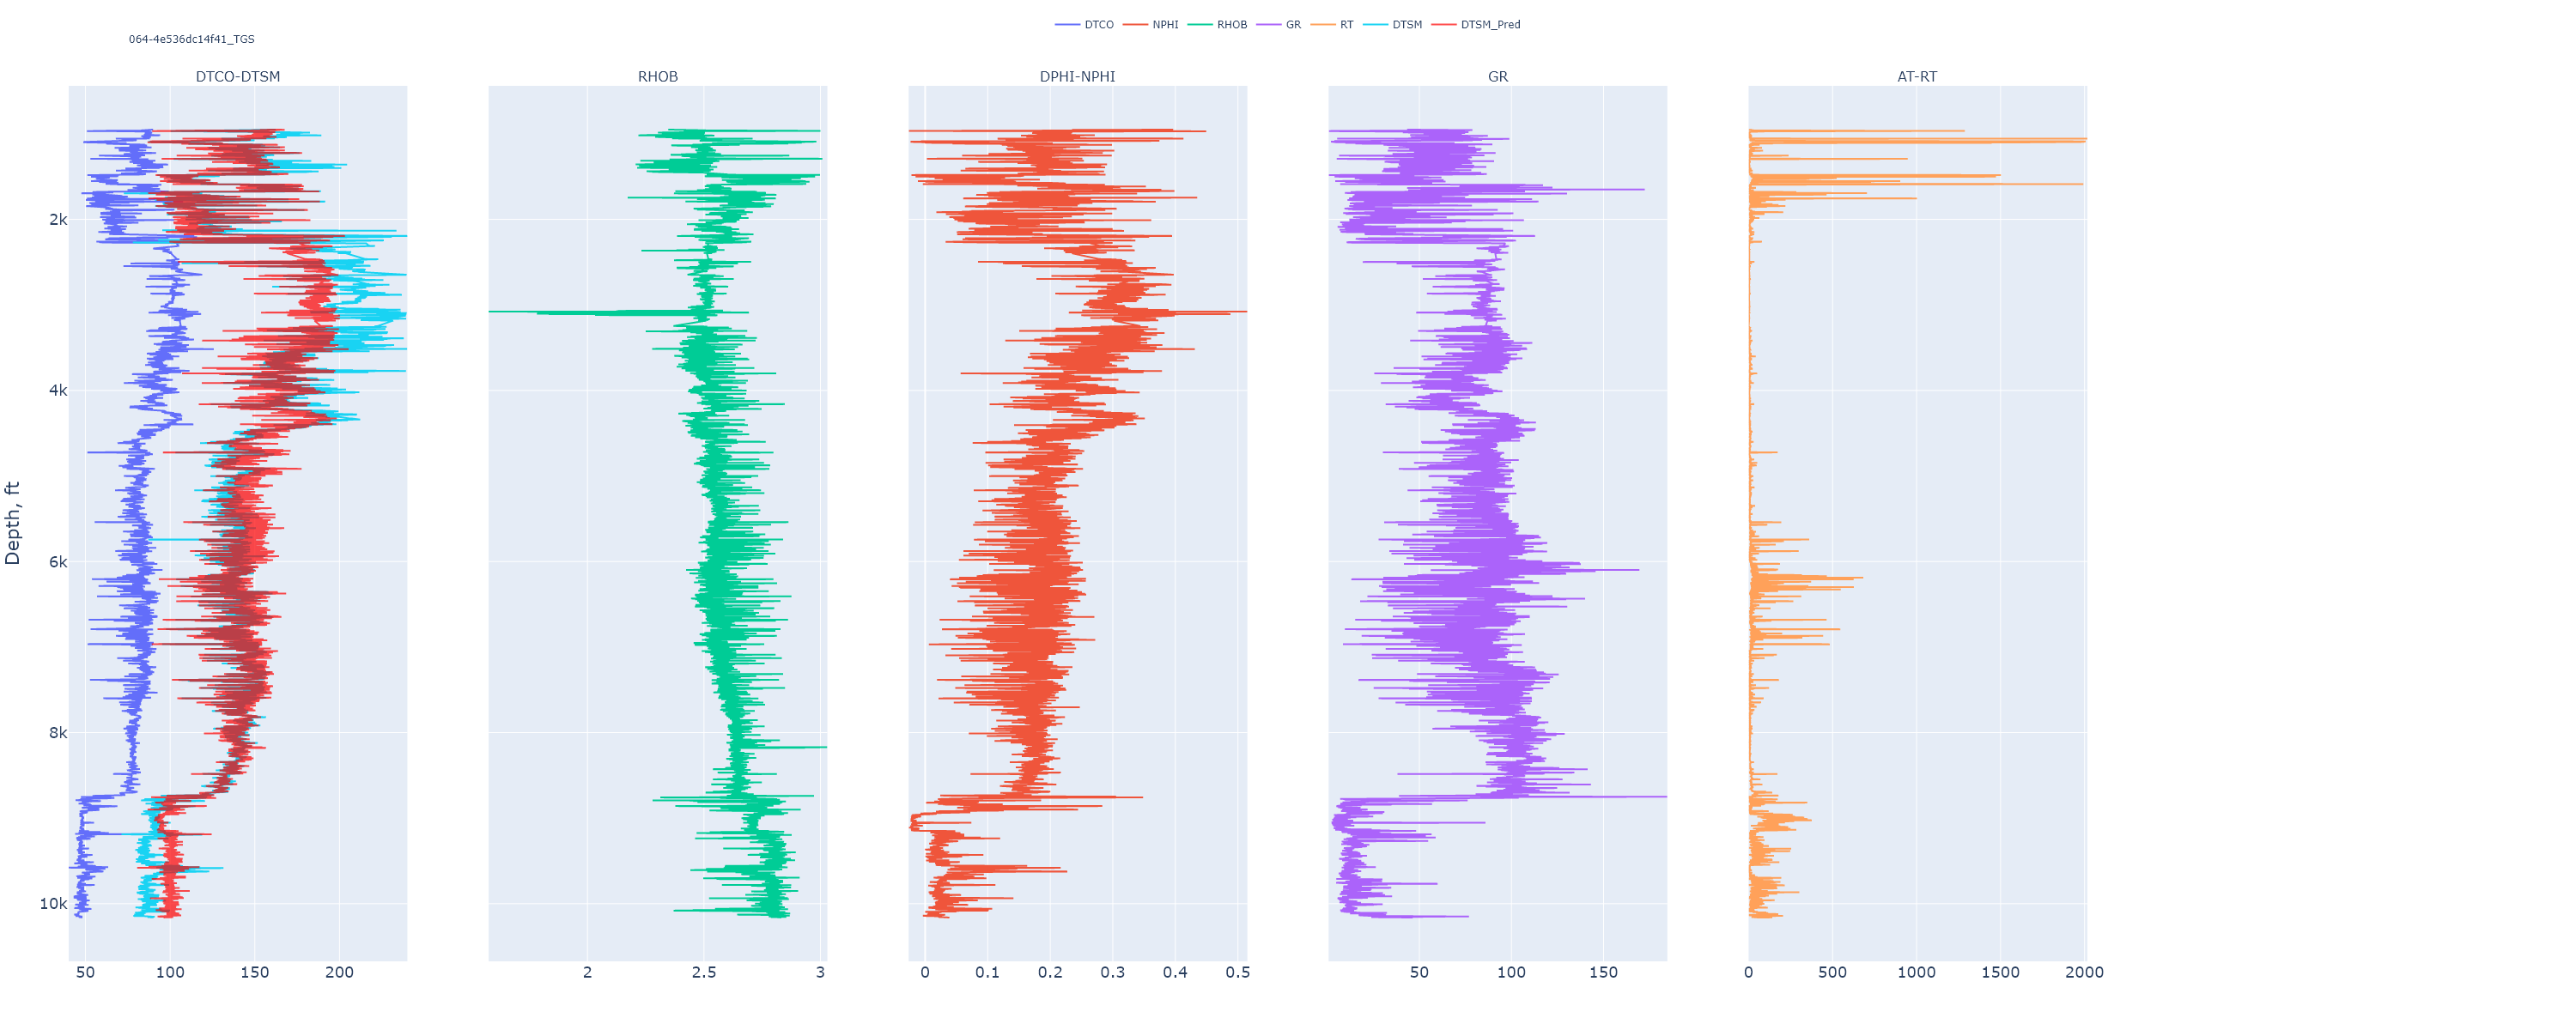 DTCO NPHI RHOB GR RT DTSM DTSM_Pred
064-4e536dc14f41_TGS
DTCO-DTSM RHOB DPHI-NPHI GR AT-RT
2k
4k
Depth, ft
6k
8k
10k
50 100 150 200 2 2.5 3 0 0.1 0.2 0.3 0.4 0.5 50 100 150 0 500 1000 1500 2000